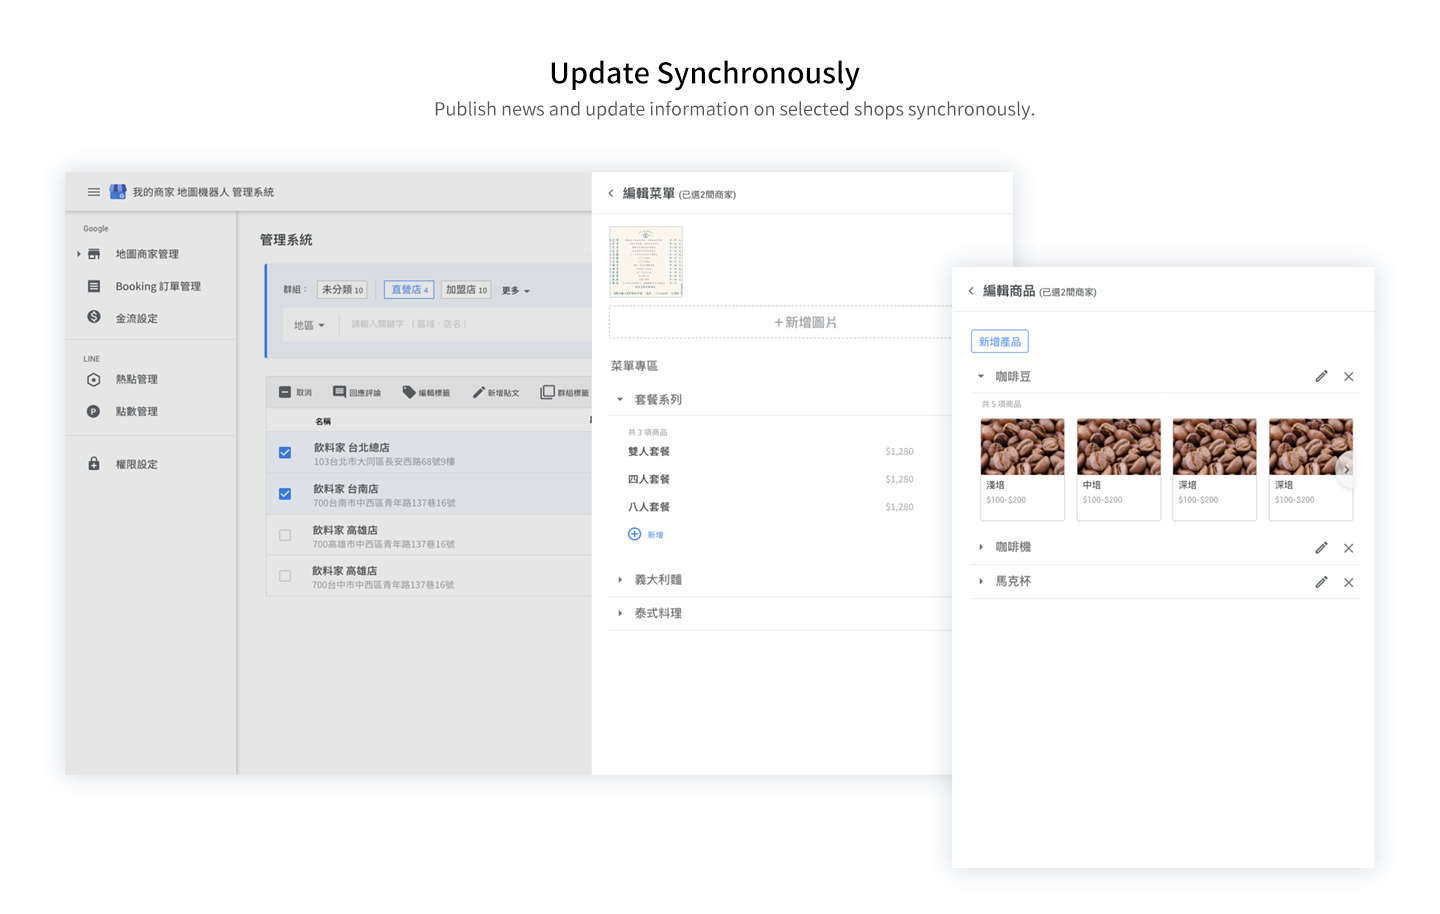 Update Synchronously
Publish news and update information on selected shops synchronously.
我的商家 地圖機器人 管理系統
Google
地圖商家管理
Booking 訂單管理
金流設定
LINE
熱點管理
P 點數管理
權限設定
管理系統
群組： 未分類 10 直營店 4 加盟店 10 更多
地區 請輸入關鍵字 （ 區域、店名 ）
取消 回應評論 編輯標籤 新增貼文 群組標籤
名稱
飲料家 台北總店
103台北市大同區長安西路68號9樓
飲料家 台南店
700台南市中西區青年路137巷16號
飲料家 高雄店
700高雄市中西區青年路137巷16號
飲料家 高雄店
700台中市中西區青年路137巷16號
編輯菜單 (已選2間商家)
＋新增圖片
菜單專區
套餐系列
共 3 項商品
雙人套餐 $1,280
四人套餐 $1,280
八人套餐 $1,280
新增
義大利麵
泰式料理
編輯商品 (已選2間商家)
新增產品
咖啡豆
共 5 項商品
淺培 中培 深培 深培
$100-$200 $100-$200 $100-$200 $100-$200
咖啡機
馬克杯